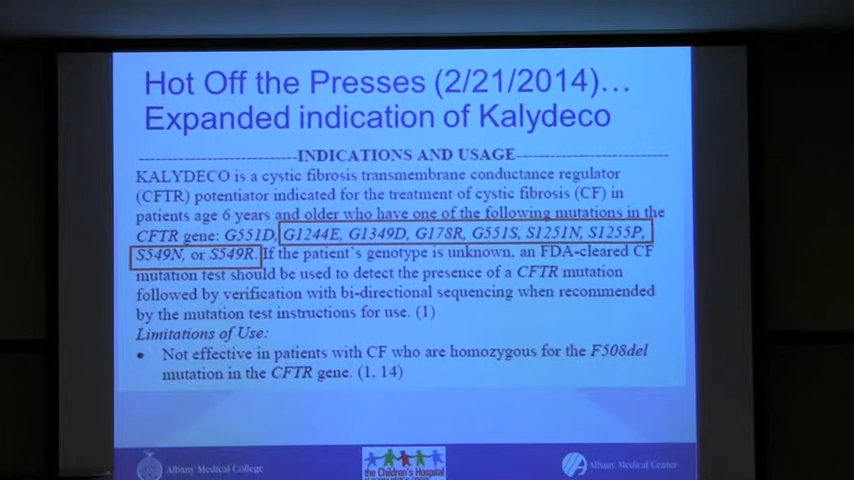 Hot Off the Presses (2/21/2014)…
Expanded indication of Kalydeco
INDICATIONS AND USAGE
KALYDECO is a cystic fibrosis transmembrane conductance regulator
(CFTR) potentiator indicated for the treatment of cystic fibrosis (CF) in
patients age 6 years and older who have one of the following mutations in the
CFTR gene: G551D, G1244E, G1349D, G178R, G551S, S1251N, S1255P,
S549N, or S549R. If the patient's genotype is unknown, an FDA-cleared CF
mutation test should be used to detect the presence of a CFTR mutation
followed by verification with bi-directional sequencing when recommended
by the mutation test instructions for use. (1)
Limitations of Use:
• Not effective in patients with CF who are homozygous for the F508del
mutation in the CFTR gene. (1, 14)
Albany Medical College
the Children's Hospital
Albany Medical Center